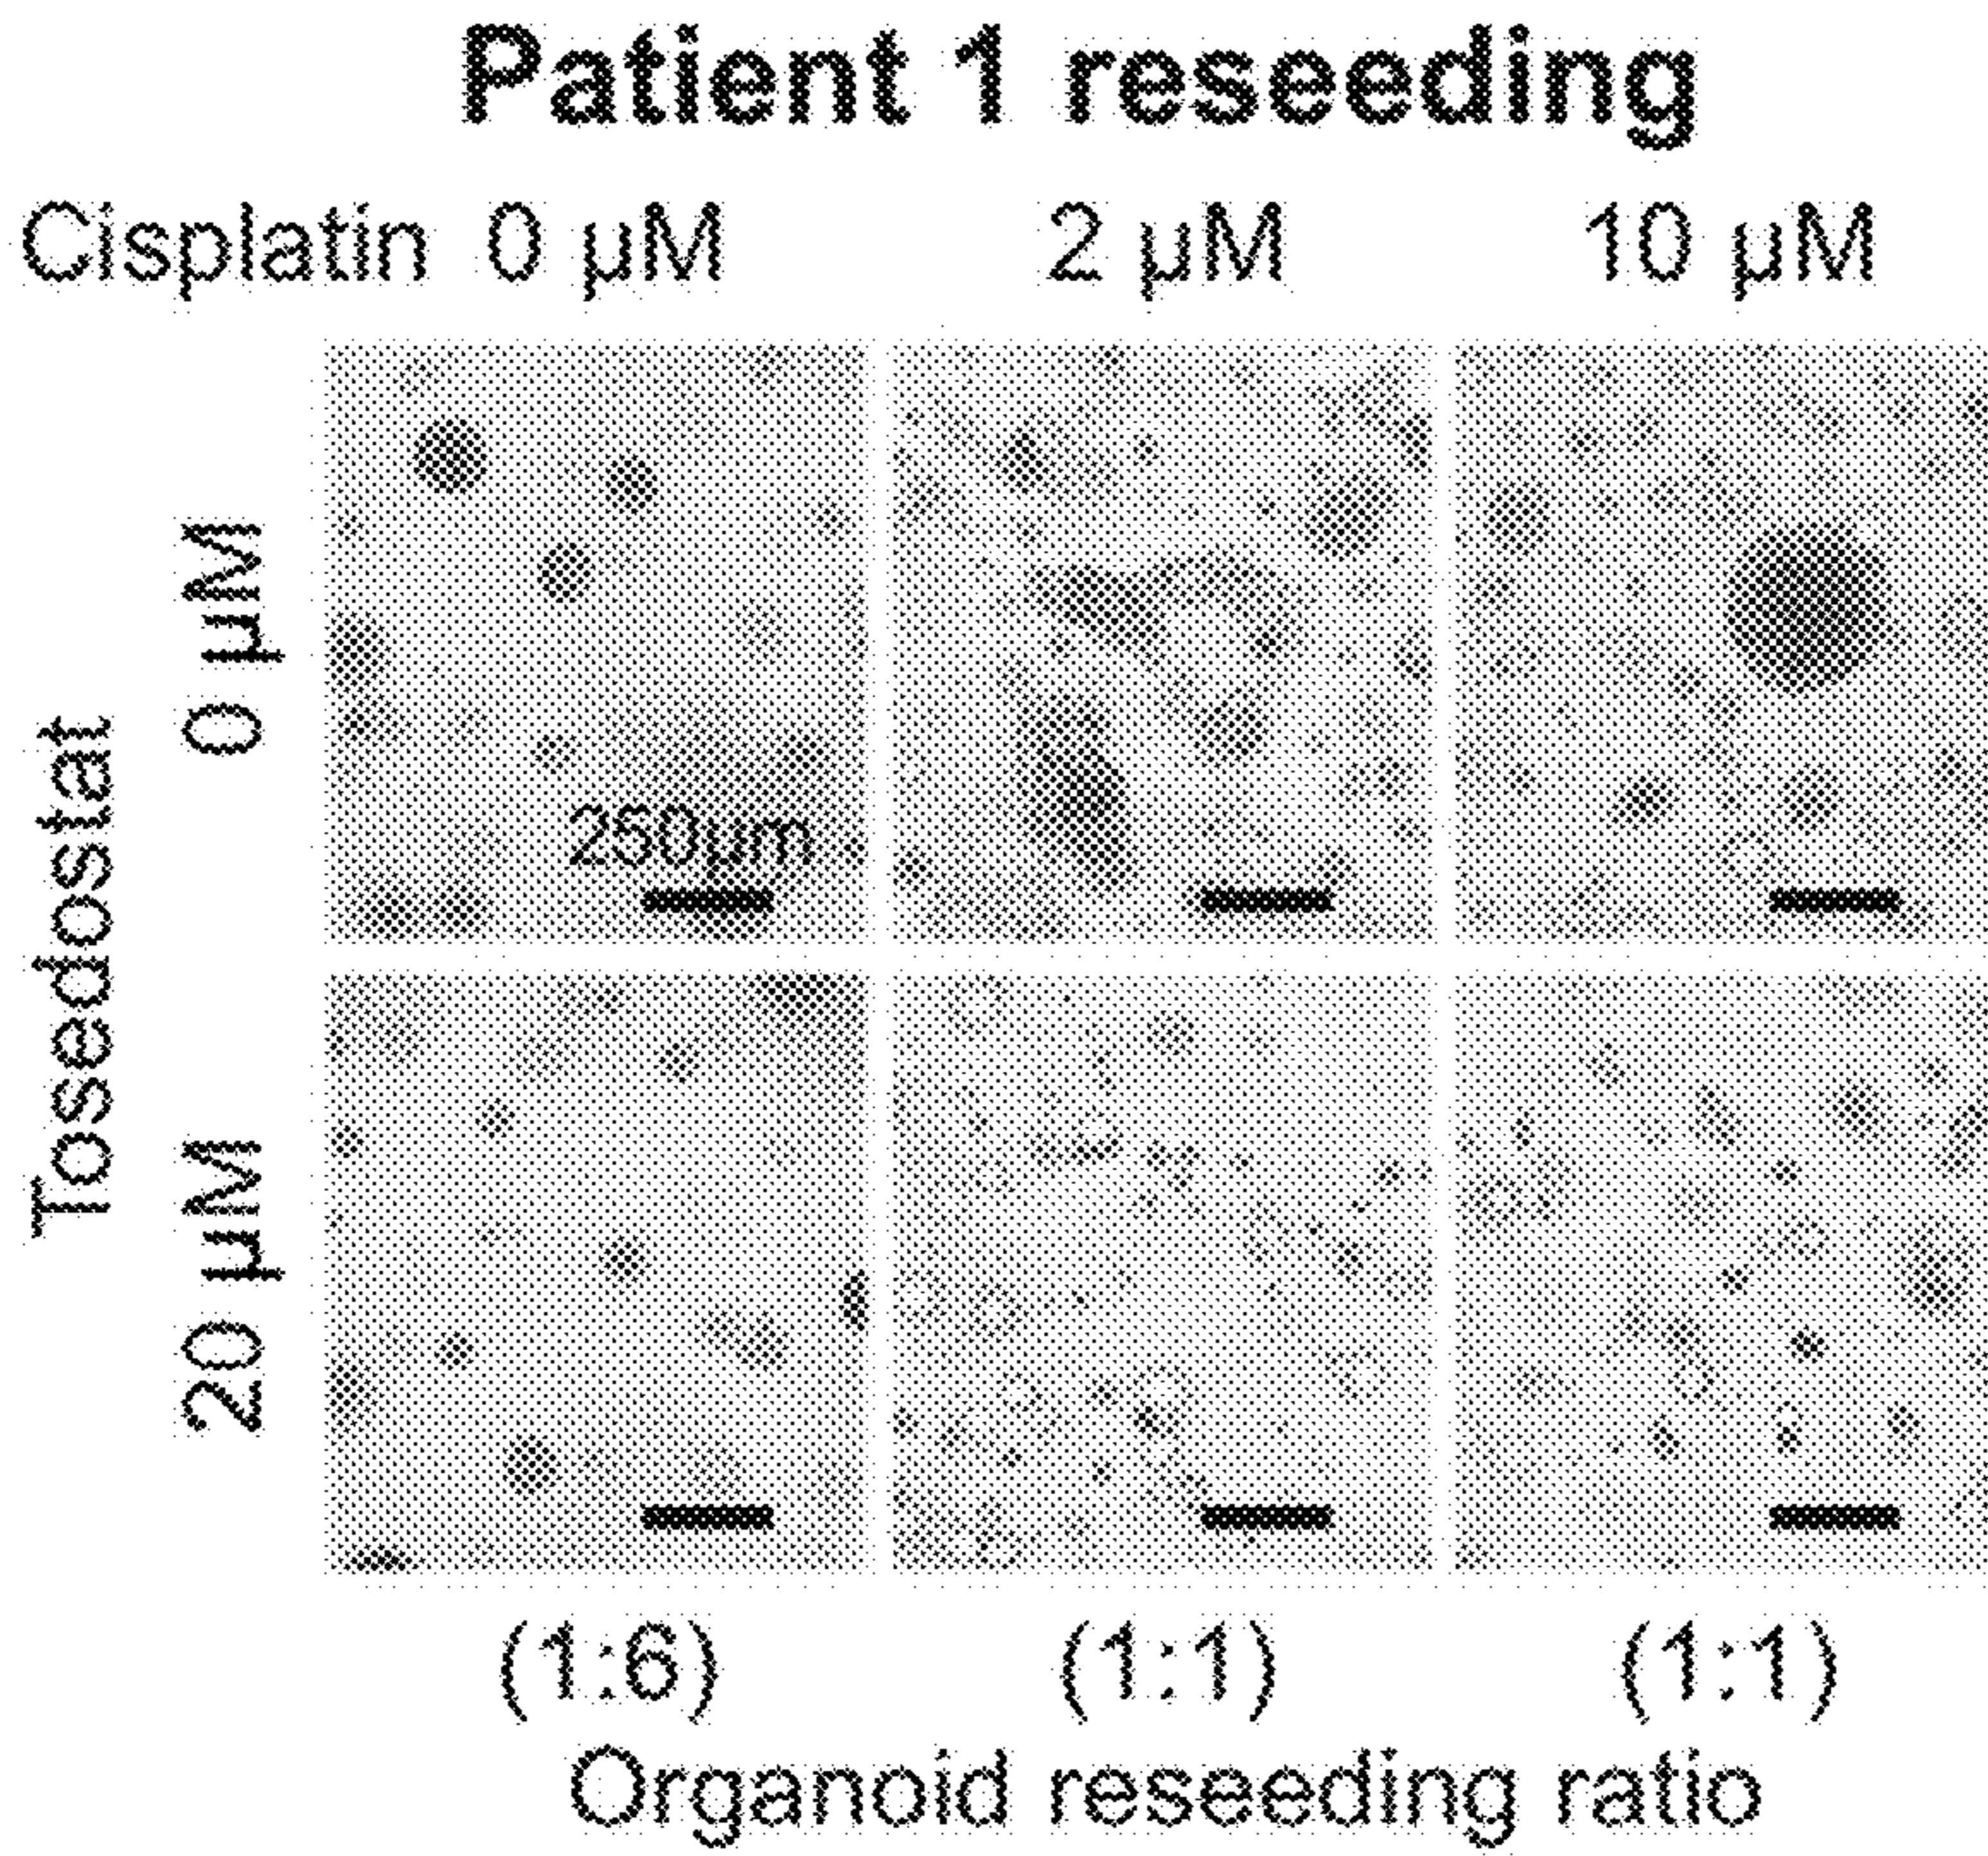 Patient 1 reseeding
Cisplatin 0 µM 2 µM 10 µM
Tosedostat
0 µM
250µm
20 µM
(1:6) (1:1) (1:1)
Organoid reseeding ratio